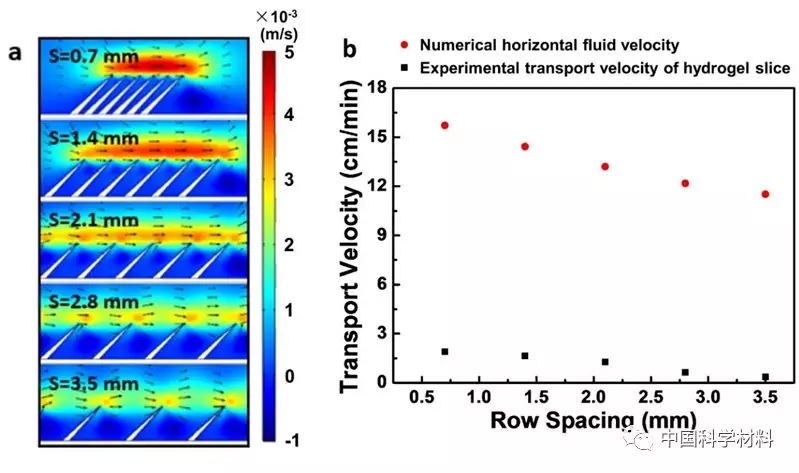 a
×10⁻³
(m/s)
S=0.7 mm
S=1.4 mm
S=2.1 mm
S=2.8 mm
S=3.5 mm
5
4
3
2
1
0
-1
b
Numerical horizontal fluid velocity
Experimental transport velocity of hydrogel slice
Transport Velocity (cm/min)
18
15
12
9
6
3
0
0.5 1.0 1.5 2.0 2.5 3.0 3.5
Row Spacing (mm)
中国科学材料